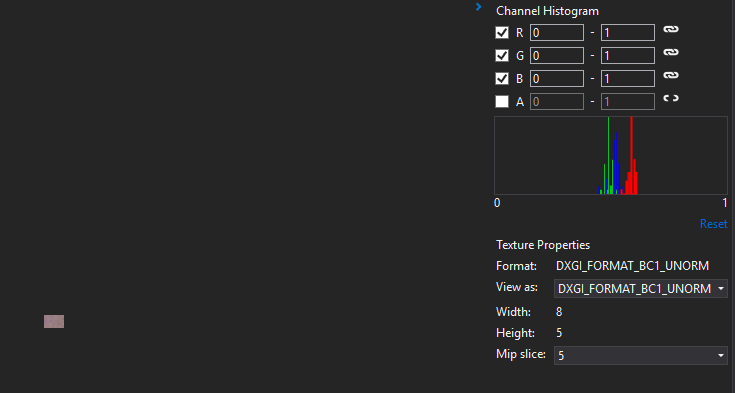 Channel Histogram
R 0 - 1
G 0 - 1
B 0 - 1
A 0 - 1
0 1
Reset
Texture Properties
Format: DXGI_FORMAT_BC1_UNORM
View as: DXGI_FORMAT_BC1_UNORM
Width: 8
Height: 5
Mip slice: 5